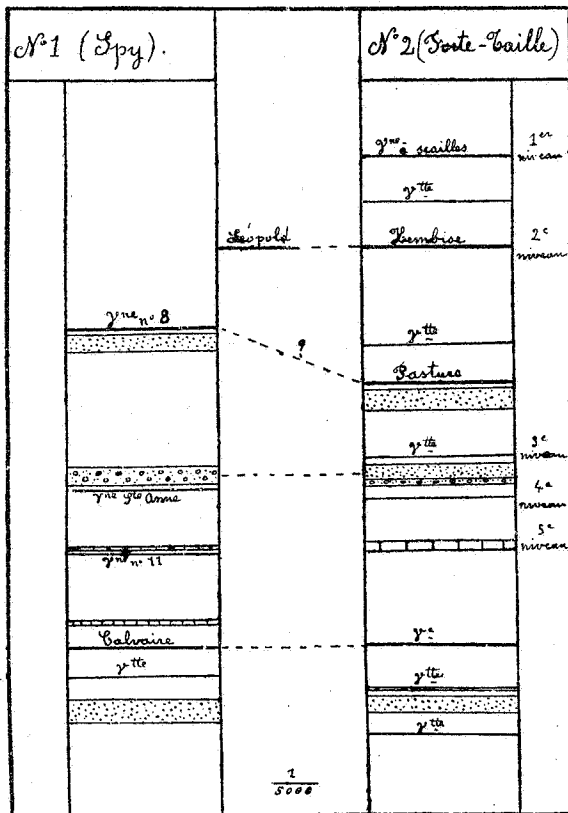 N° 1 (Spy).
N° 2 (Forte-Taille)
vne à scailles
1er
niveau
vtte
Léopold
Hembise
2e
niveau
vne n° 8
vtte
?
Pasture
vtte
3e
niveau
vne Ste Anne
4e
niveau
5e
niveau
vne n° 11
Calvaire
vtte
ve
vtte
vtte
1
5000